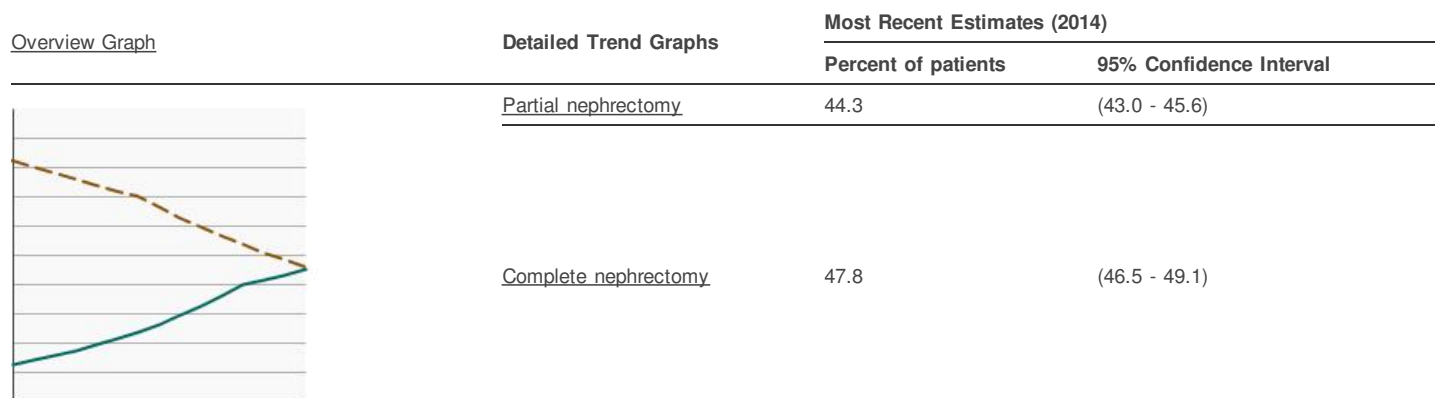 Overview Graph
Detailed Trend Graphs
Most Recent Estimates (2014)
Percent of patients 95% Confidence Interval
Partial nephrectomy 44.3 (43.0 - 45.6)
Complete nephrectomy 47.8 (46.5 - 49.1)